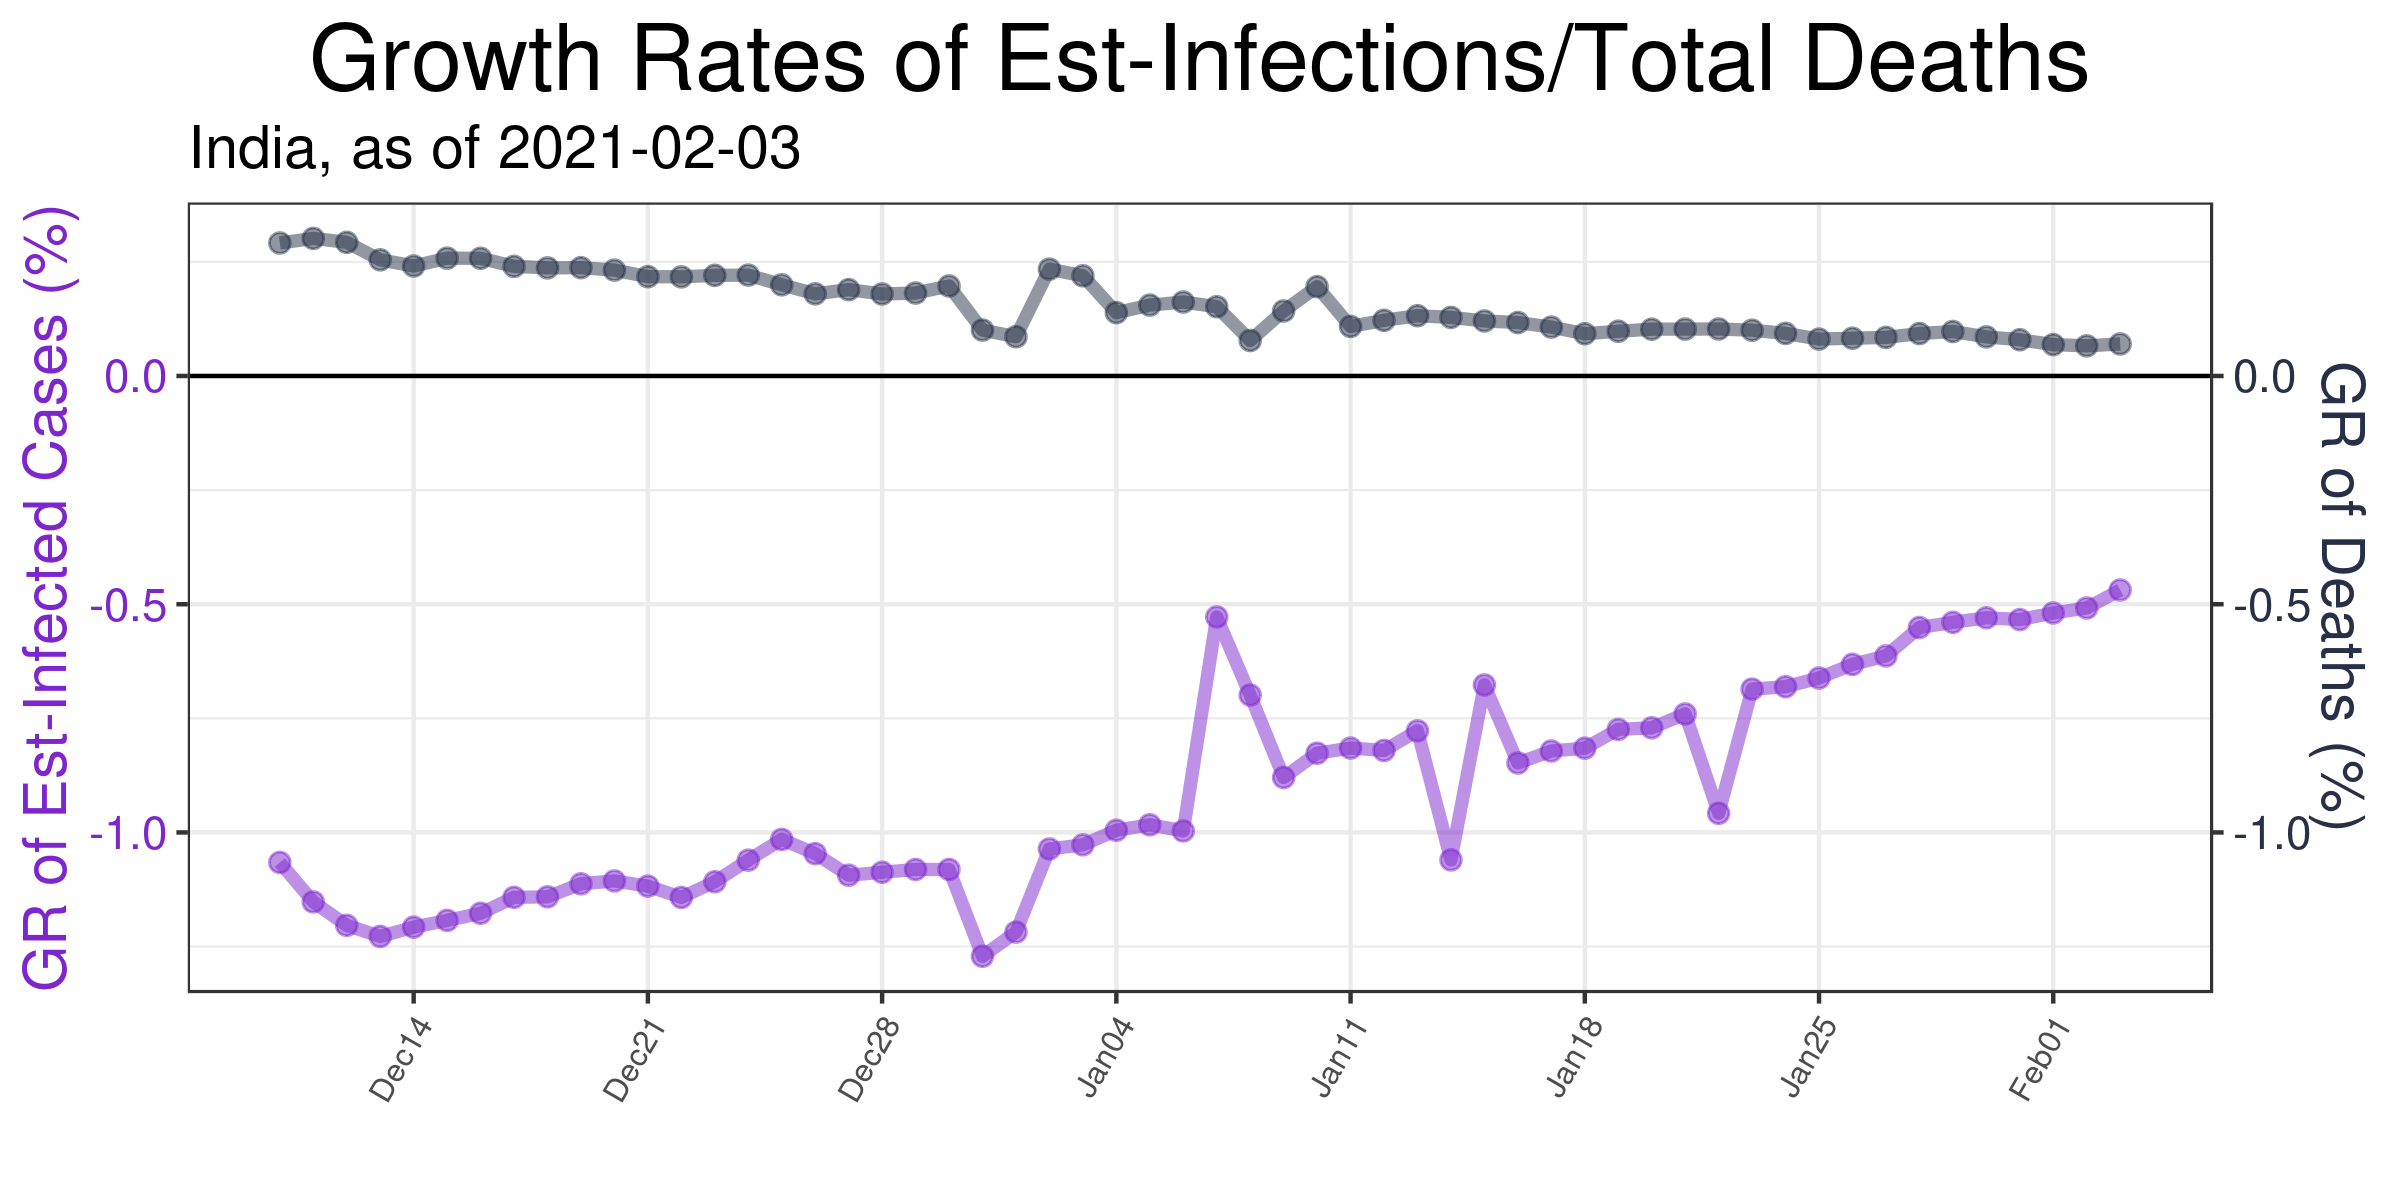 Growth Rates of Est-Infections/Total Deaths
India, as of 2021-02-03
GR of Est-Infected Cases (%)
0.0
-0.5
-1.0
0.0
-0.5
-1.0
GR of Deaths (%)
Dec14
Dec21
Dec28
Jan04
Jan11
Jan18
Jan25
Feb01